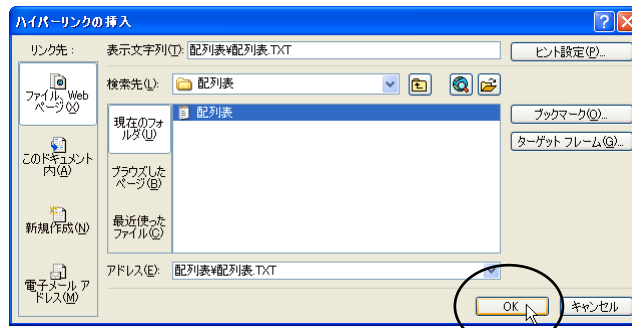 ハイパーリンクの挿入
リンク先：
表示文字列(T): 配列表¥配列表.TXT
ヒント設定(P)...
ファイル、Web
ページ(X)
検索先(L): 配列表
現在のフォ
ルダ(U)
配列表
ブックマーク(O)...
ターゲット フレーム(G)...
このドキュメント
内(A)
ブラウズした
ページ(B)
新規作成(N)
最近使った
ファイル(C)
電子メール ア
ドレス(M)
アドレス(E): 配列表¥配列表.TXT
OK
キャンセル